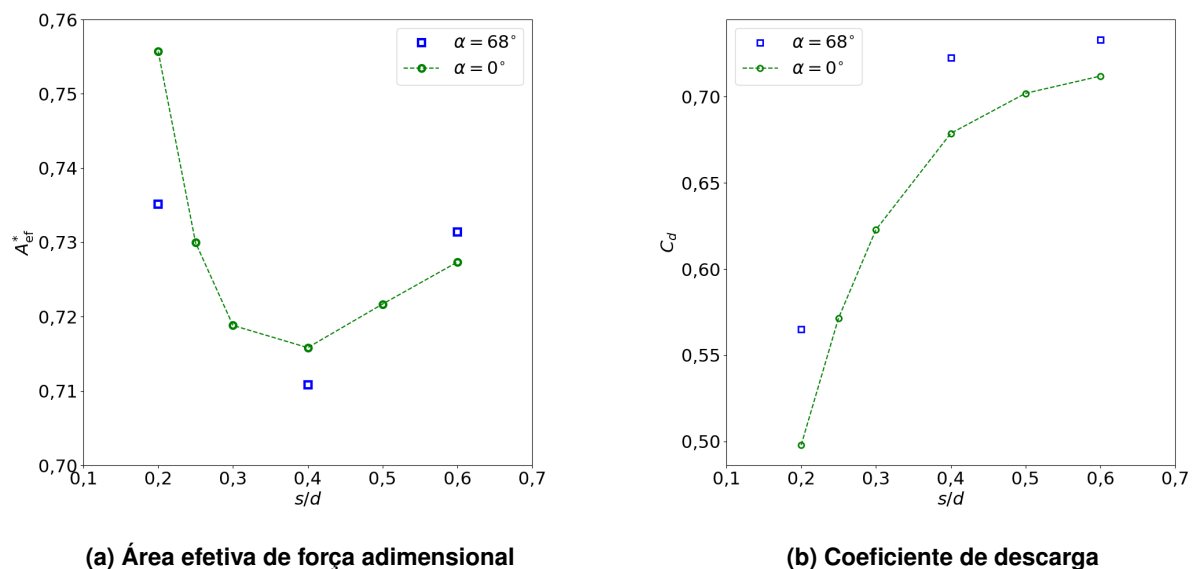 0,76
0,75
0,74
0,73
0,72
0,71
0,70
A*ef
α = 68°
α = 0°
0,1 0,2 0,3 0,4 0,5 0,6 0,7
s/d
(a) Área efetiva de força adimensional
0,70
0,65
0,60
0,55
0,50
Cd
α = 68°
α = 0°
0,1 0,2 0,3 0,4 0,5 0,6 0,7
s/d
(b) Coeficiente de descarga